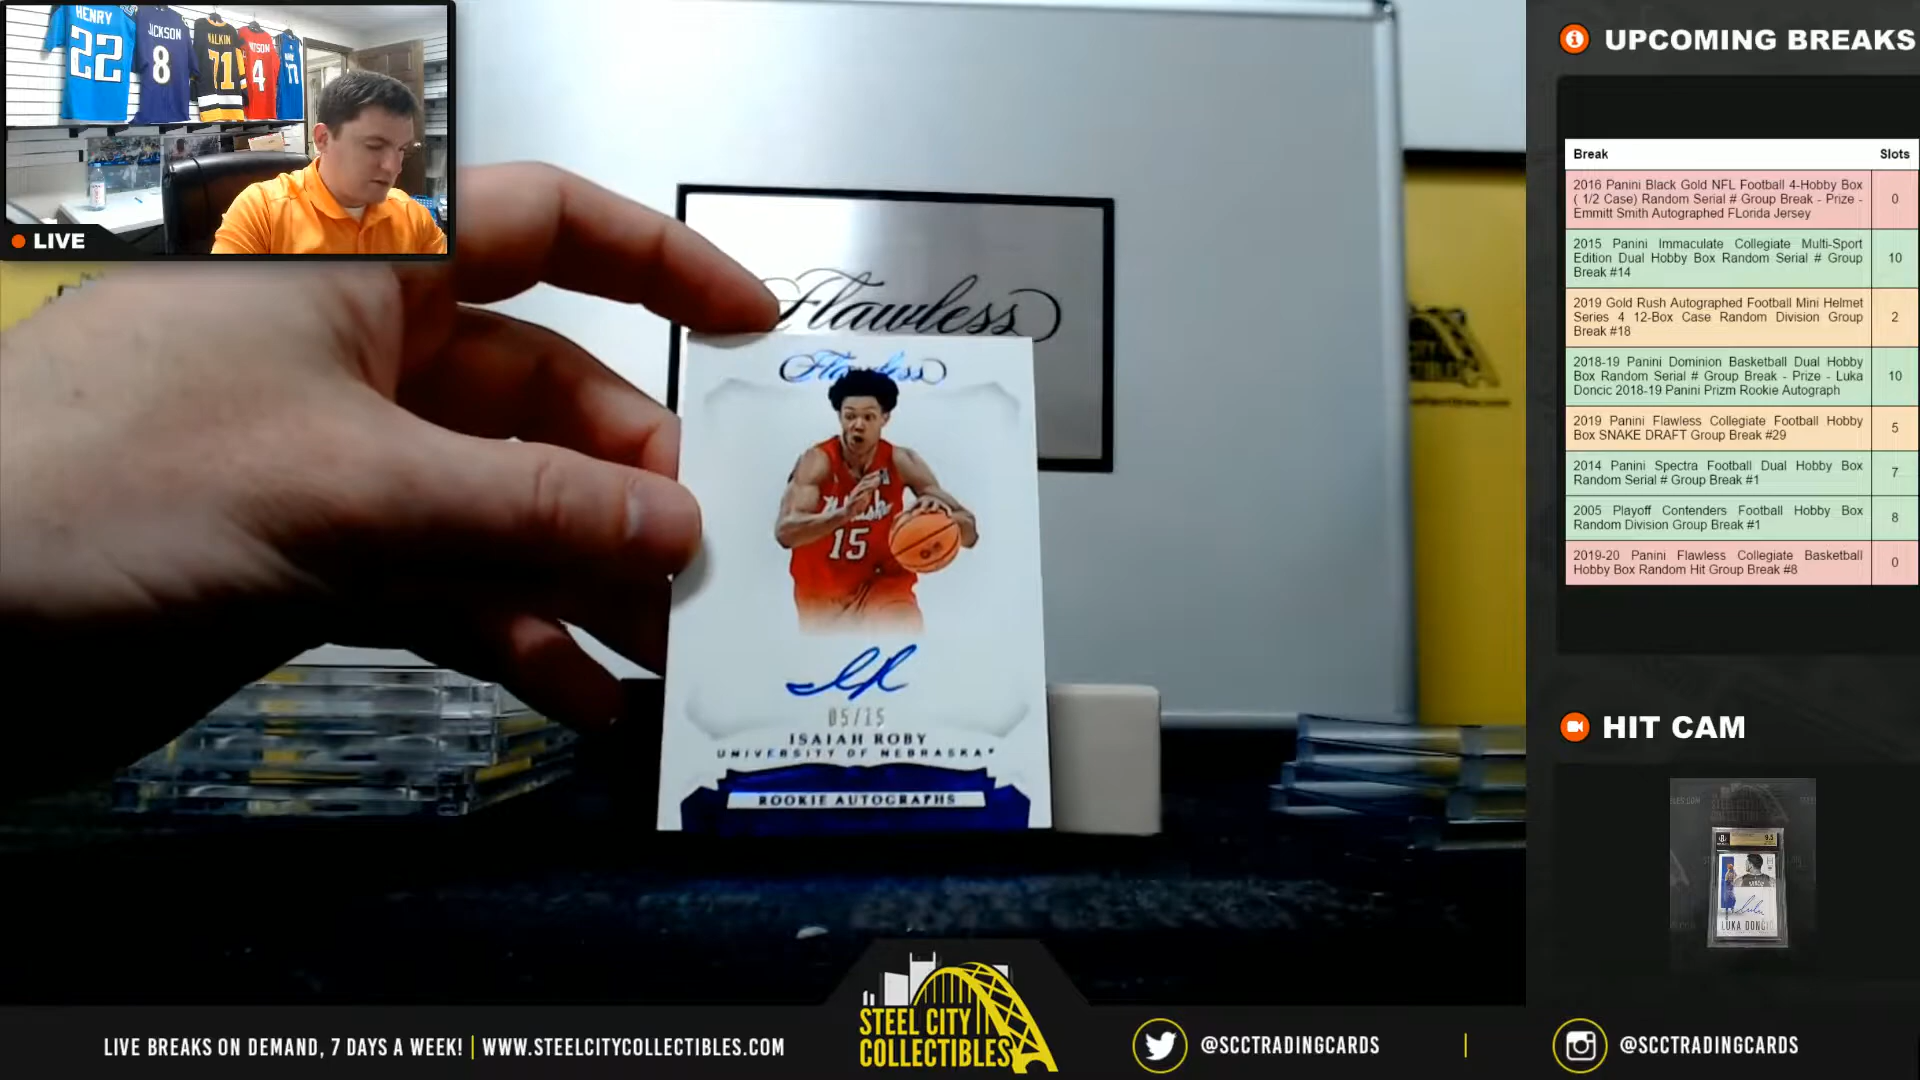 HENRY
22
JACKSON
8
71
4
LIVE
Flawless
Flawless
15
05/15
ISAIAH ROBY
UNIVERSITY OF NEBRASKA
ROOKIE AUTOGRAPHS
UPCOMING BREAKS
Break Slots
2016 Panini Black Gold NFL Football 4-Hobby Box
( 1/2 Case) Random Serial # Group Break - Prize -
Emmitt Smith Autographed FLorida Jersey
0
2015 Panini Immaculate Collegiate Multi-Sport
Edition Dual Hobby Box Random Serial # Group
Break #14
10
2019 Gold Rush Autographed Football Mini Helmet
Series 4 12-Box Case Random Division Group
Break #18
2
2018-19 Panini Dominion Basketball Dual Hobby
Box Random Serial # Group Break - Prize - Luka
Doncic 2018-19 Panini Prizm Rookie Autograph
10
2019 Panini Flawless Collegiate Football Hobby
Box SNAKE DRAFT Group Break #29
5
2014 Panini Spectra Football Dual Hobby Box
Random Serial # Group Break #1
7
2005 Playoff Contenders Football Hobby Box
Random Division Group Break #1
8
2019-20 Panini Flawless Collegiate Basketball
Hobby Box Random Hit Group Break #8
0
HIT CAM
9.5
LUKA DONČIĆ
LIVE BREAKS ON DEMAND, 7 DAYS A WEEK! | WWW.STEELCITYCOLLECTIBLES.COM
STEEL CITY
COLLECTIBLES
@SCCTRADINGCARDS
@SCCTRADINGCARDS